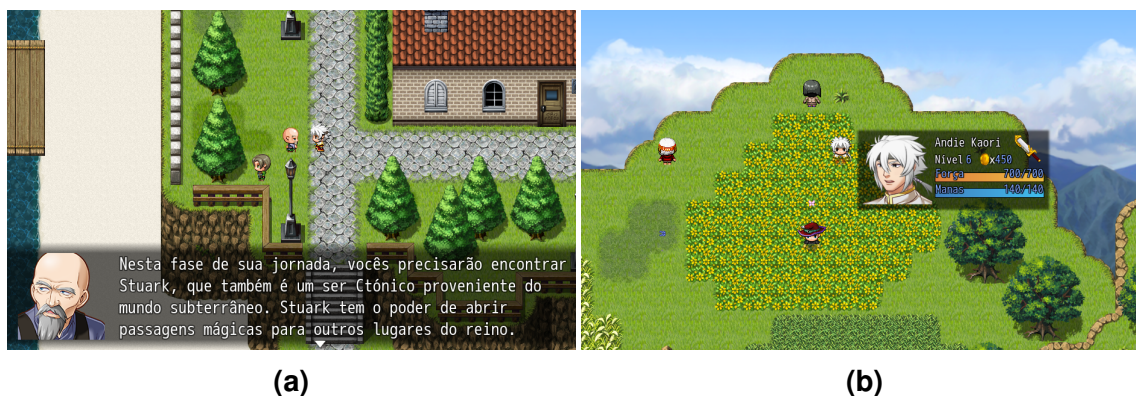 Nesta fase de sua jornada, vocês precisarão encontrar
Stuark, que também é um ser Ctónico proveniente do
mundo subterrâneo. Stuark tem o poder de abrir
passagens mágicas para outros lugares do reino.
Andie Kaori
Nível 6 x450
Força 700/700
Manas 140/140
(a)
(b)